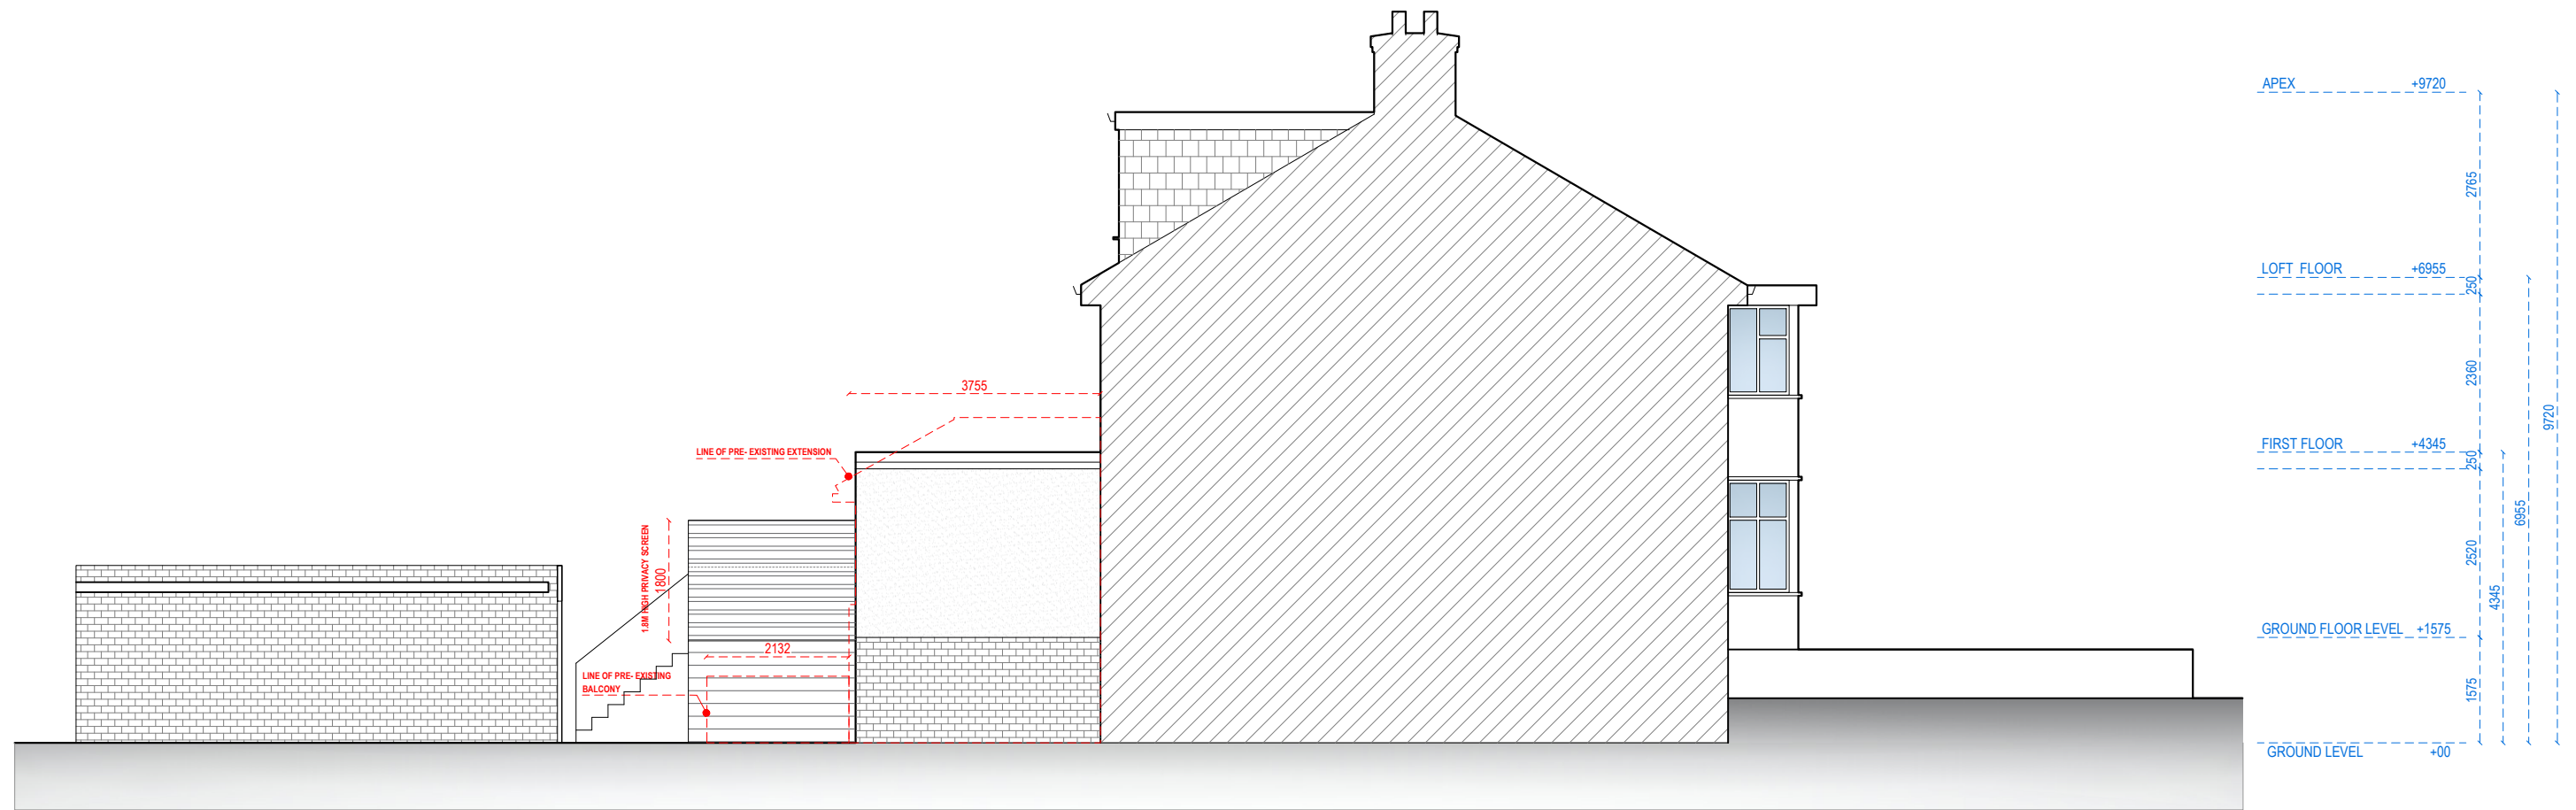 APEX +9720
2765
LOFT FLOOR +6955
250
3755
2360
9720
LINE OF PRE- EXISTING EXTENSION
FIRST FLOOR +4345
250
6955
1.8M HIGH PRIVACY SCREEN
1800
2520
4345
GROUND FLOOR LEVEL +1575
2132
LINE OF PRE- EXISTING
BALCONY
1575
GROUND LEVEL +00